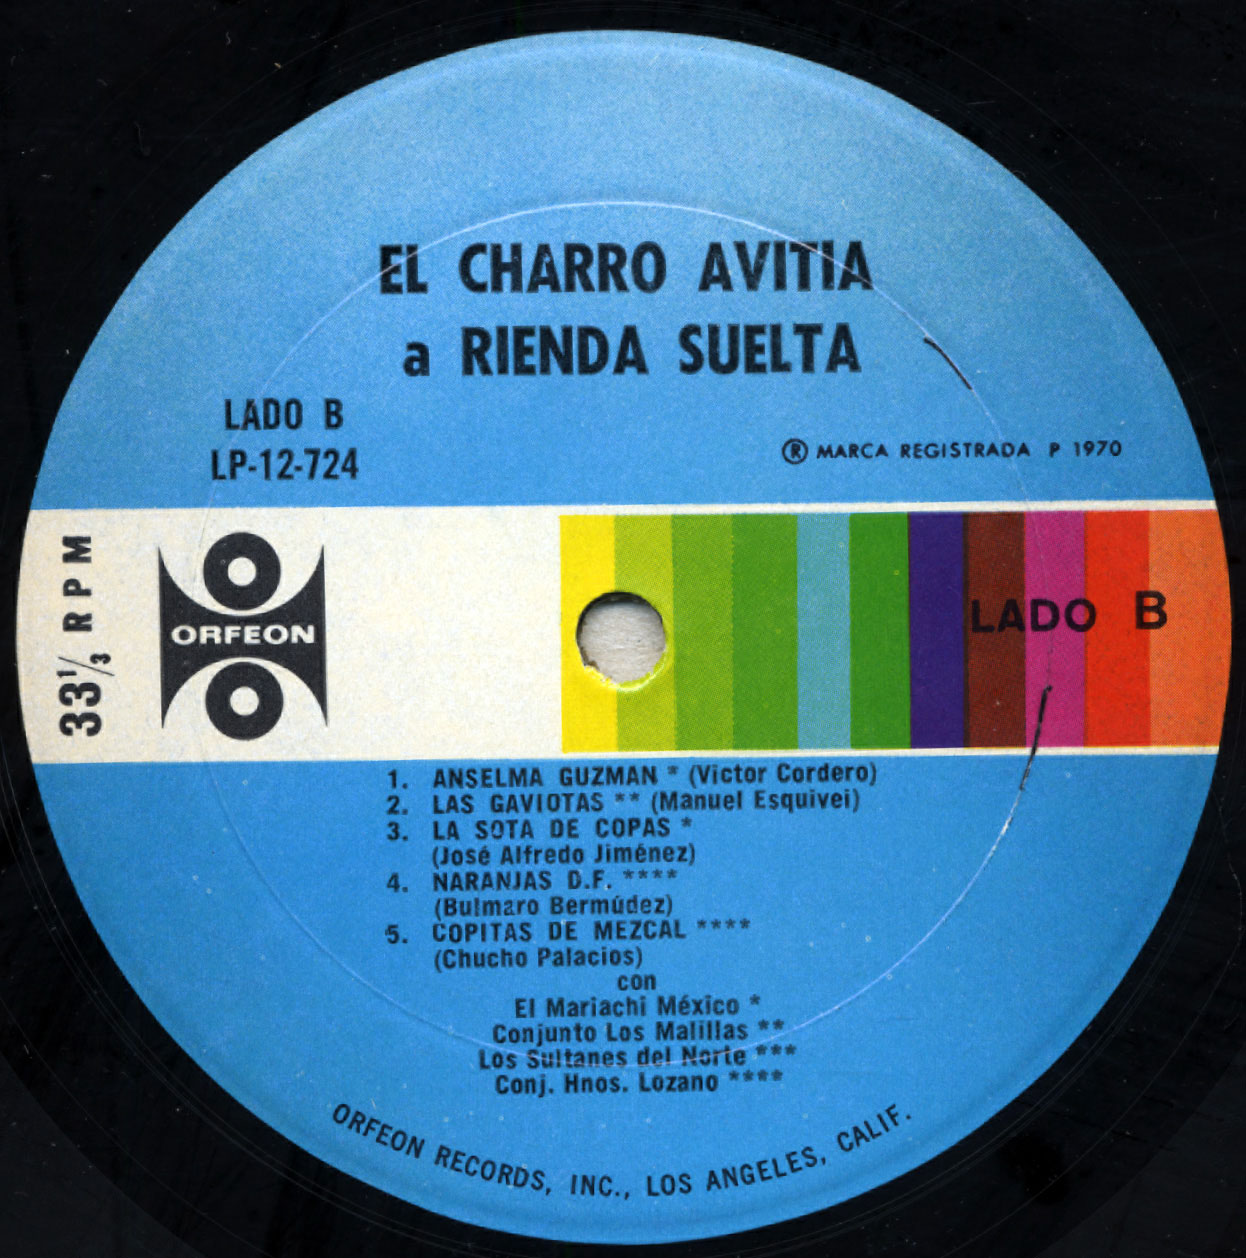 EL CHARRO AVITIA
a RIENDA SUELTA
LADO B
LP-12-724
® MARCA REGISTRADA P 1970
33 1/3 RPM
ORFEON
LADO B
1. ANSELMA GUZMAN * (Victor Cordero)
2. LAS GAVIOTAS ** (Manuel Esquivei)
3. LA SOTA DE COPAS *
(José Alfredo Jiménez)
4. NARANJAS D.F. ****
(Bulmaro Bermúdez)
5. COPITAS DE MEZCAL ****
(Chucho Palacios)
con
El Mariachi México *
Conjunto Los Malillas **
Los Sultanes del Norte ***
Conj. Hnos. Lozano ****
ORFEON RECORDS, INC., LOS ANGELES, CALIF.